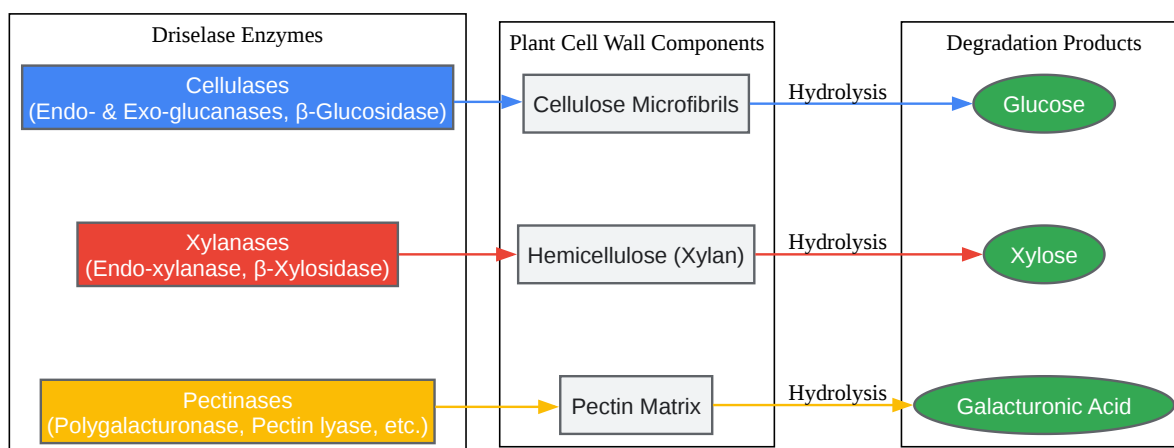 Driselase Enzymes
Plant Cell Wall Components
Degradation Products
Cellulases
(Endo- & Exo-glucanases, β-Glucosidase)
Cellulose Microfibrils
Hydrolysis
Glucose
Xylanases
(Endo-xylanase, β-Xylosidase)
Hemicellulose (Xylan)
Hydrolysis
Xylose
Pectinases
(Polygalacturonase, Pectin lyase, etc.)
Pectin Matrix
Hydrolysis
Galacturonic Acid